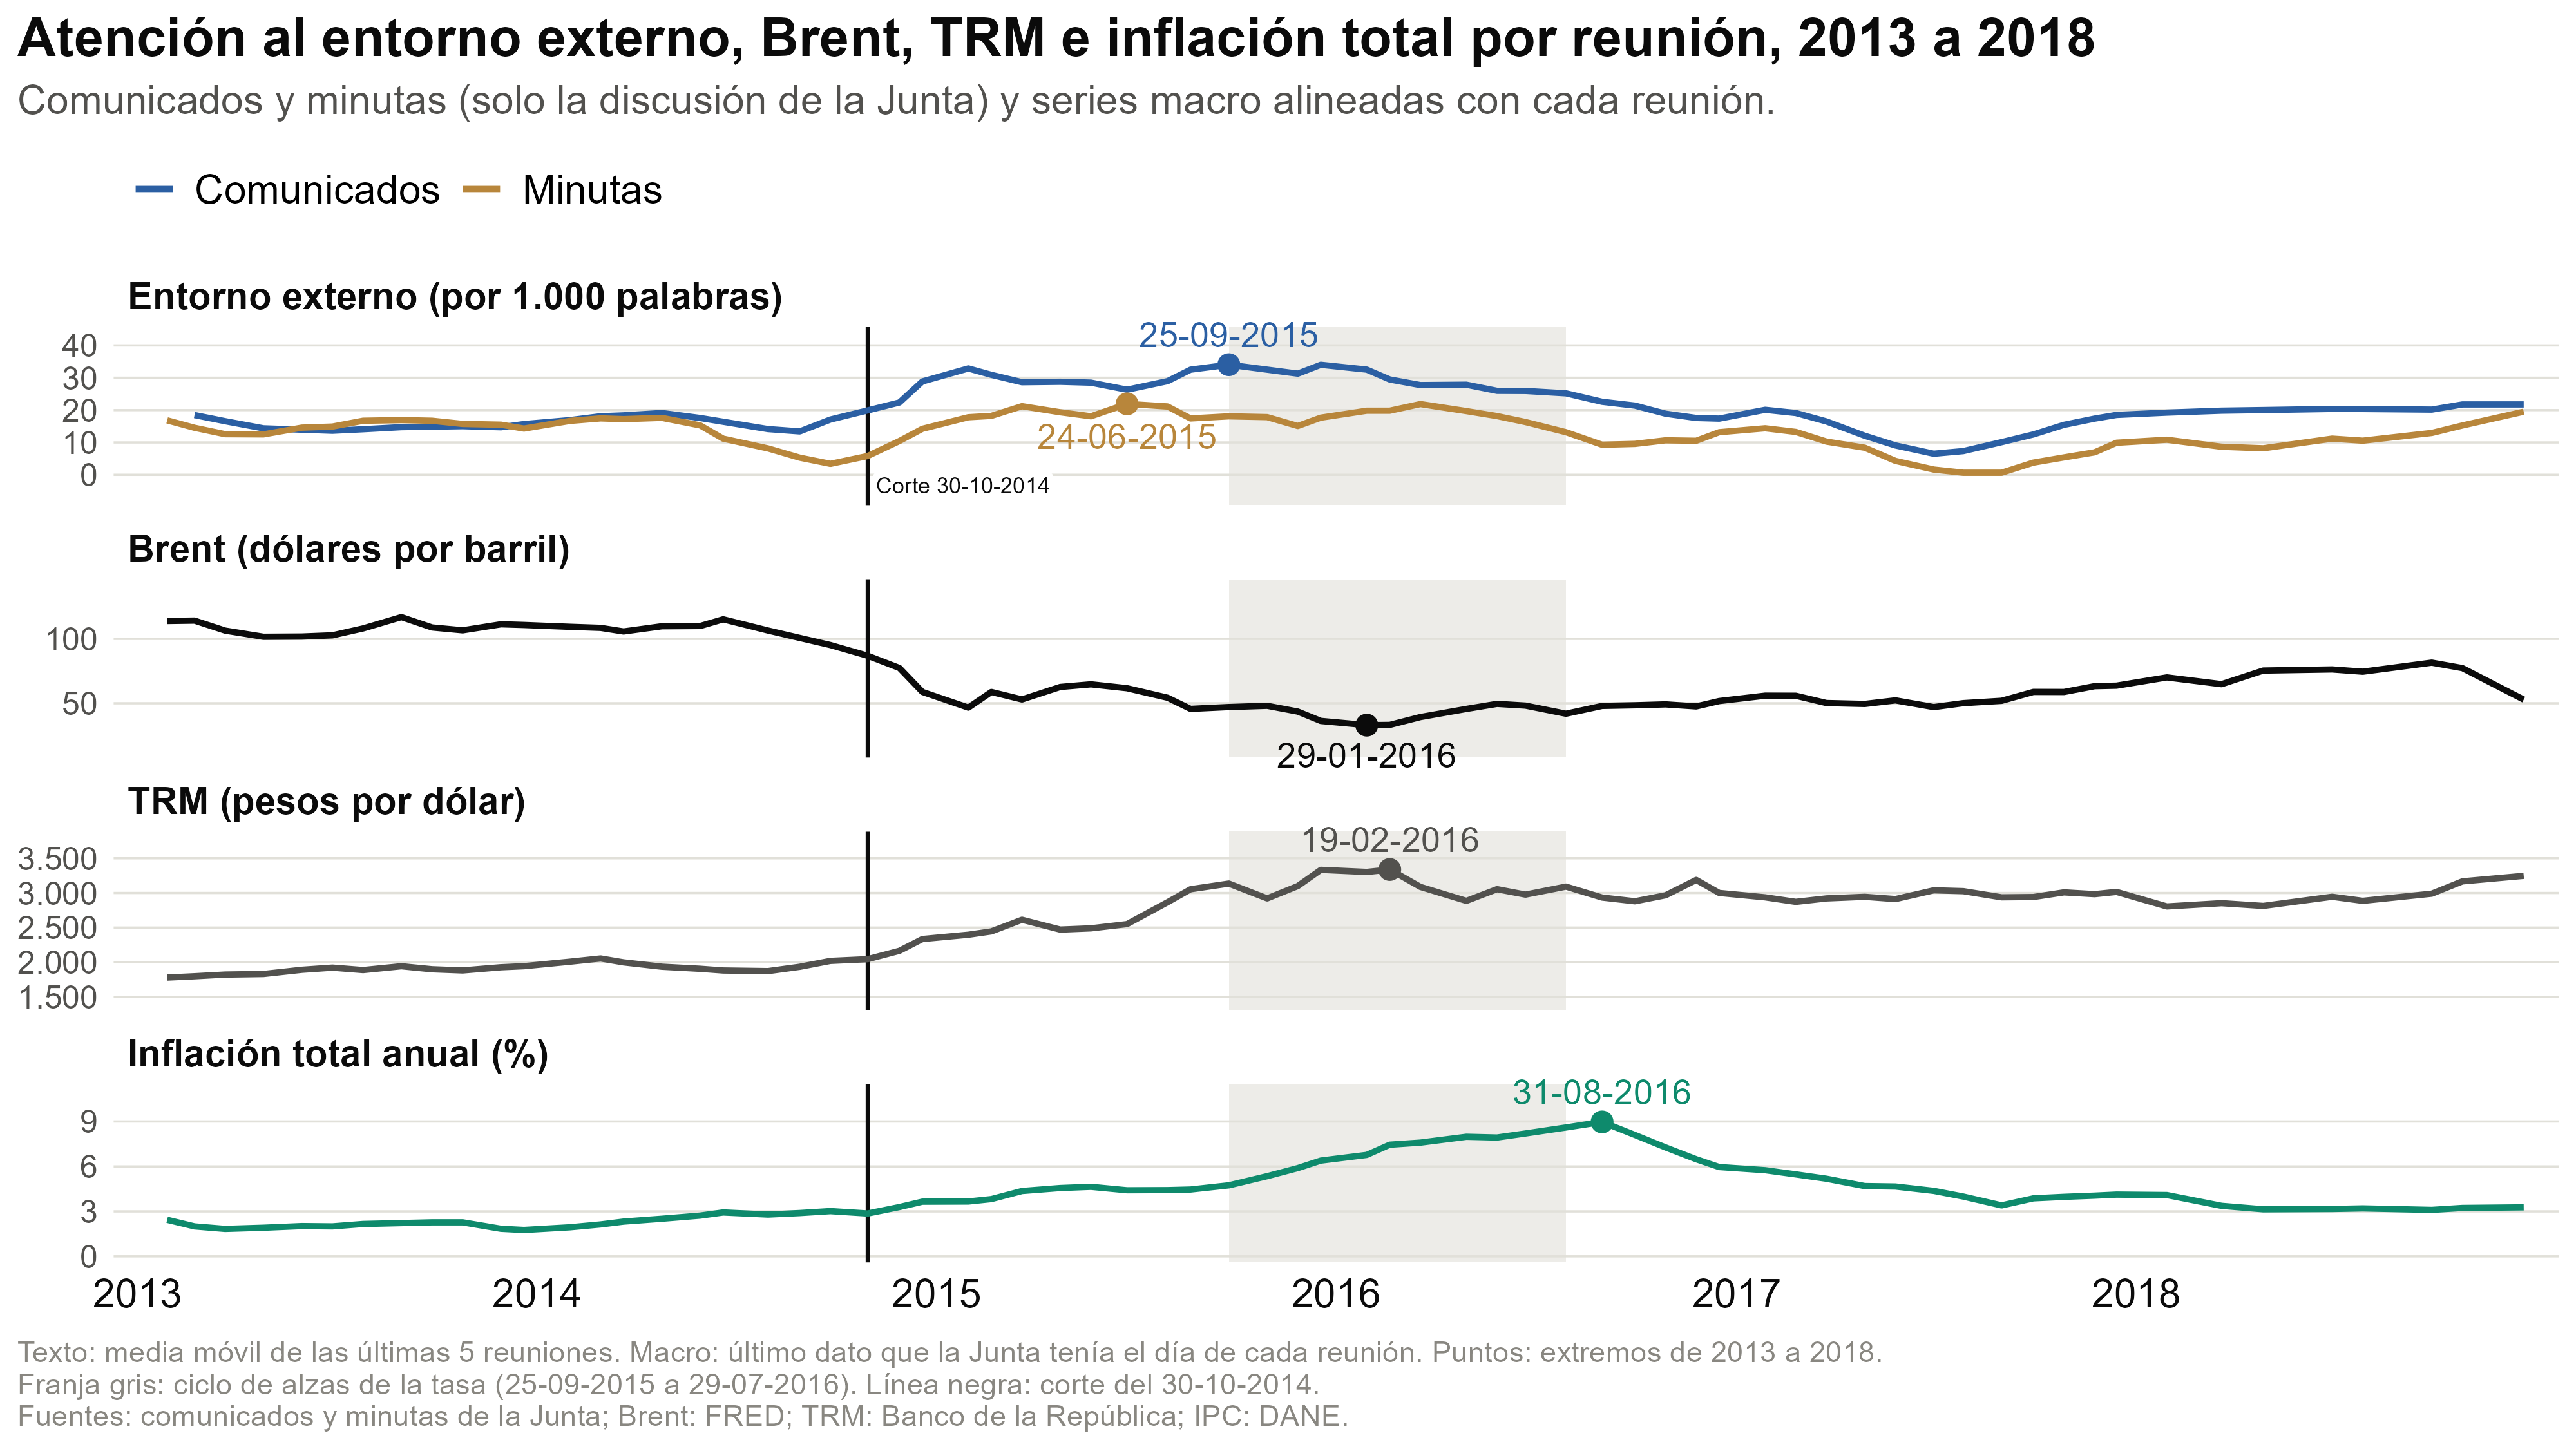 Atención al entorno externo, Brent, TRM e inflación total por reunión, 2013 a 2018
Comunicados y minutas (solo la discusión de la Junta) y series macro alineadas con cada reunión.
Comunicados
Minutas
Entorno externo (por 1.000 palabras)
25-09-2015
40
30
20
10
0
24-06-2015
Corte 30-10-2014
Brent (dólares por barril)
100
50
29-01-2016
TRM (pesos por dólar)
19-02-2016
3.500
3.000
2.500
2.000
1.500
Inflación total anual (%)
31-08-2016
9
6
3
0
2013 2014 2015 2016 2017 2018
Texto: media móvil de las últimas 5 reuniones. Macro: último dato que la Junta tenía el día de cada reunión. Puntos: extremos de 2013 a 2018.
Franja gris: ciclo de alzas de la tasa (25-09-2015 a 29-07-2016). Línea negra: corte del 30-10-2014.
Fuentes: comunicados y minutas de la Junta; Brent: FRED; TRM: Banco de la República; IPC: DANE.